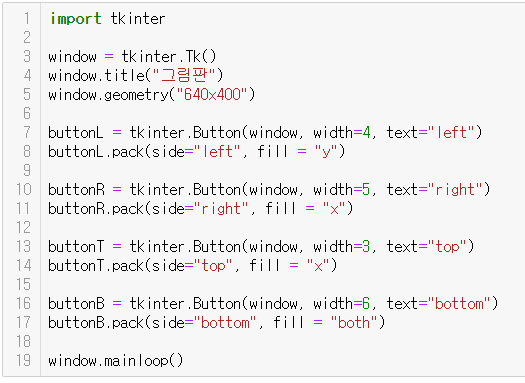 1 import tkinter
2
3 window = tkinter.Tk()
4 window.title("그림판")
5 window.geometry("640x400")
6
7 buttonL = tkinter.Button(window, width=4, text="left")
8 buttonL.pack(side="left", fill = "y")
9
10 buttonR = tkinter.Button(window, width=5, text="right")
11 buttonR.pack(side="right", fill = "x")
12
13 buttonT = tkinter.Button(window, width=3, text="top")
14 buttonT.pack(side="top", fill = "x")
15
16 buttonB = tkinter.Button(window, width=6, text="bottom")
17 buttonB.pack(side="bottom", fill = "both")
18
19 window.mainloop()